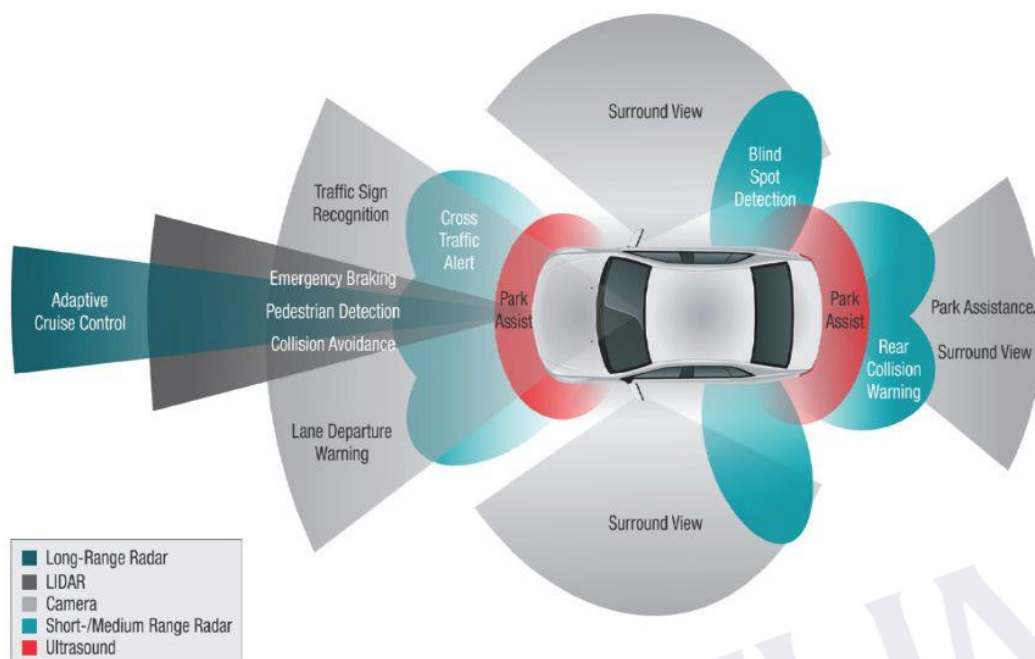 Surround View
Blind
Spot
Detection
Traffic Sign
Recognition
Cross
Traffic
Alert
Emergency Braking
Adaptive
Cruise Control
Pedestrian Detection
Park
Assist
Park
Assist
Park Assistance/
Surround View
Collision Avoidance
Rear
Collision
Warning
Lane Departure
Warning
Surround View
Long-Range Radar
LIDAR
Camera
Short-/Medium Range Radar
Ultrasound